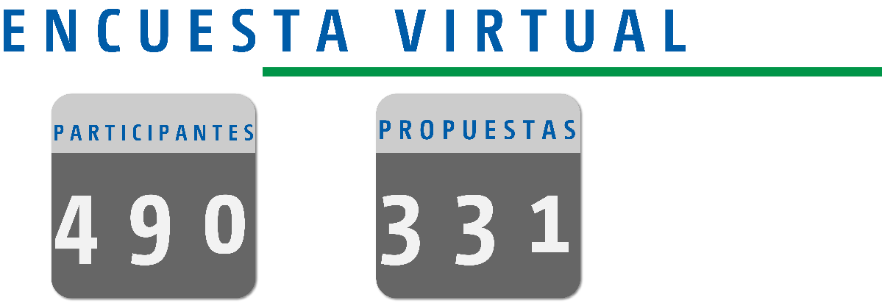 ENCUESTA VIRTUAL
PARTICIPANTES
490
PROPUESTAS
331